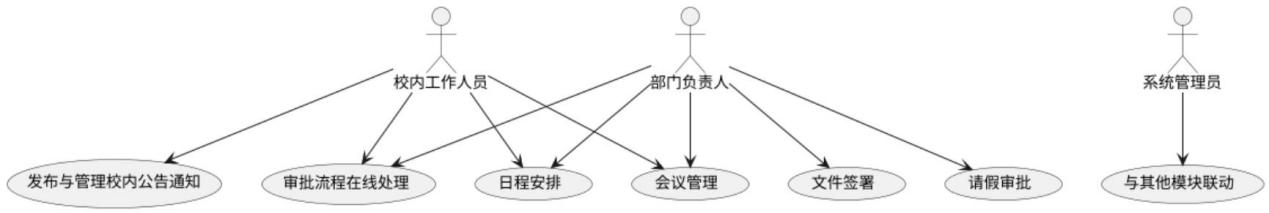 校内工作人员
部门负责人
系统管理员
发布与管理校内公告通知
审批流程在线处理
日程安排
会议管理
文件签署
请假审批
与其他模块联动